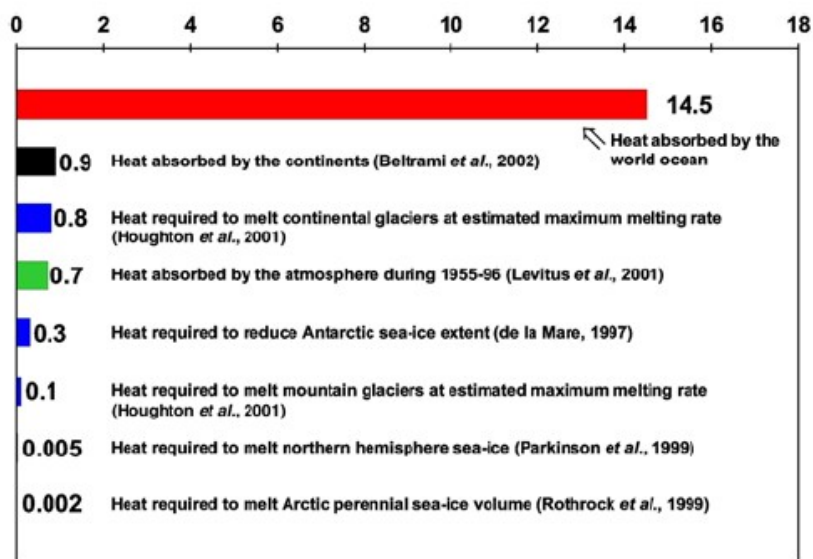 0 2 4 6 8 10 12 14 16 18
14.5
Heat absorbed by the
world ocean
0.9 Heat absorbed by the continents (Beltrami et al., 2002)
0.8 Heat required to melt continental glaciers at estimated maximum melting rate
(Houghton et al., 2001)
0.7 Heat absorbed by the atmosphere during 1955-96 (Levitus et al., 2001)
0.3 Heat required to reduce Antarctic sea-ice extent (de la Mare, 1997)
0.1 Heat required to melt mountain glaciers at estimated maximum melting rate
(Houghton et al., 2001)
0.005 Heat required to melt northern hemisphere sea-ice (Parkinson et al., 1999)
0.002 Heat required to melt Arctic perennial sea-ice volume (Rothrock et al., 1999)